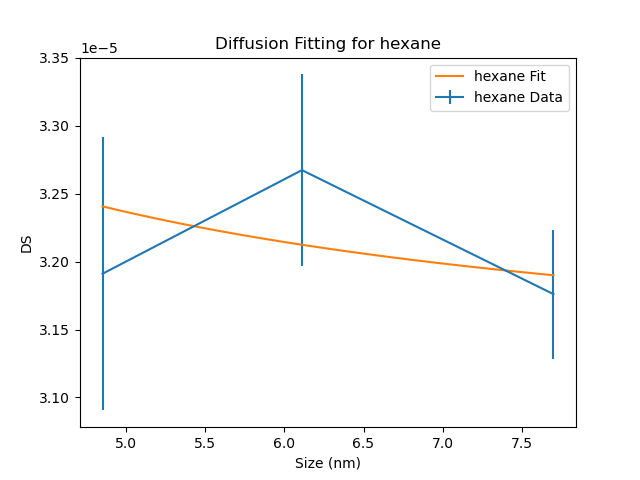 Diffusion Fitting for hexane
1e−5
3.35
3.30
3.25
3.20
3.15
3.10
DS
hexane Fit
hexane Data
5.0 5.5 6.0 6.5 7.0 7.5
Size (nm)